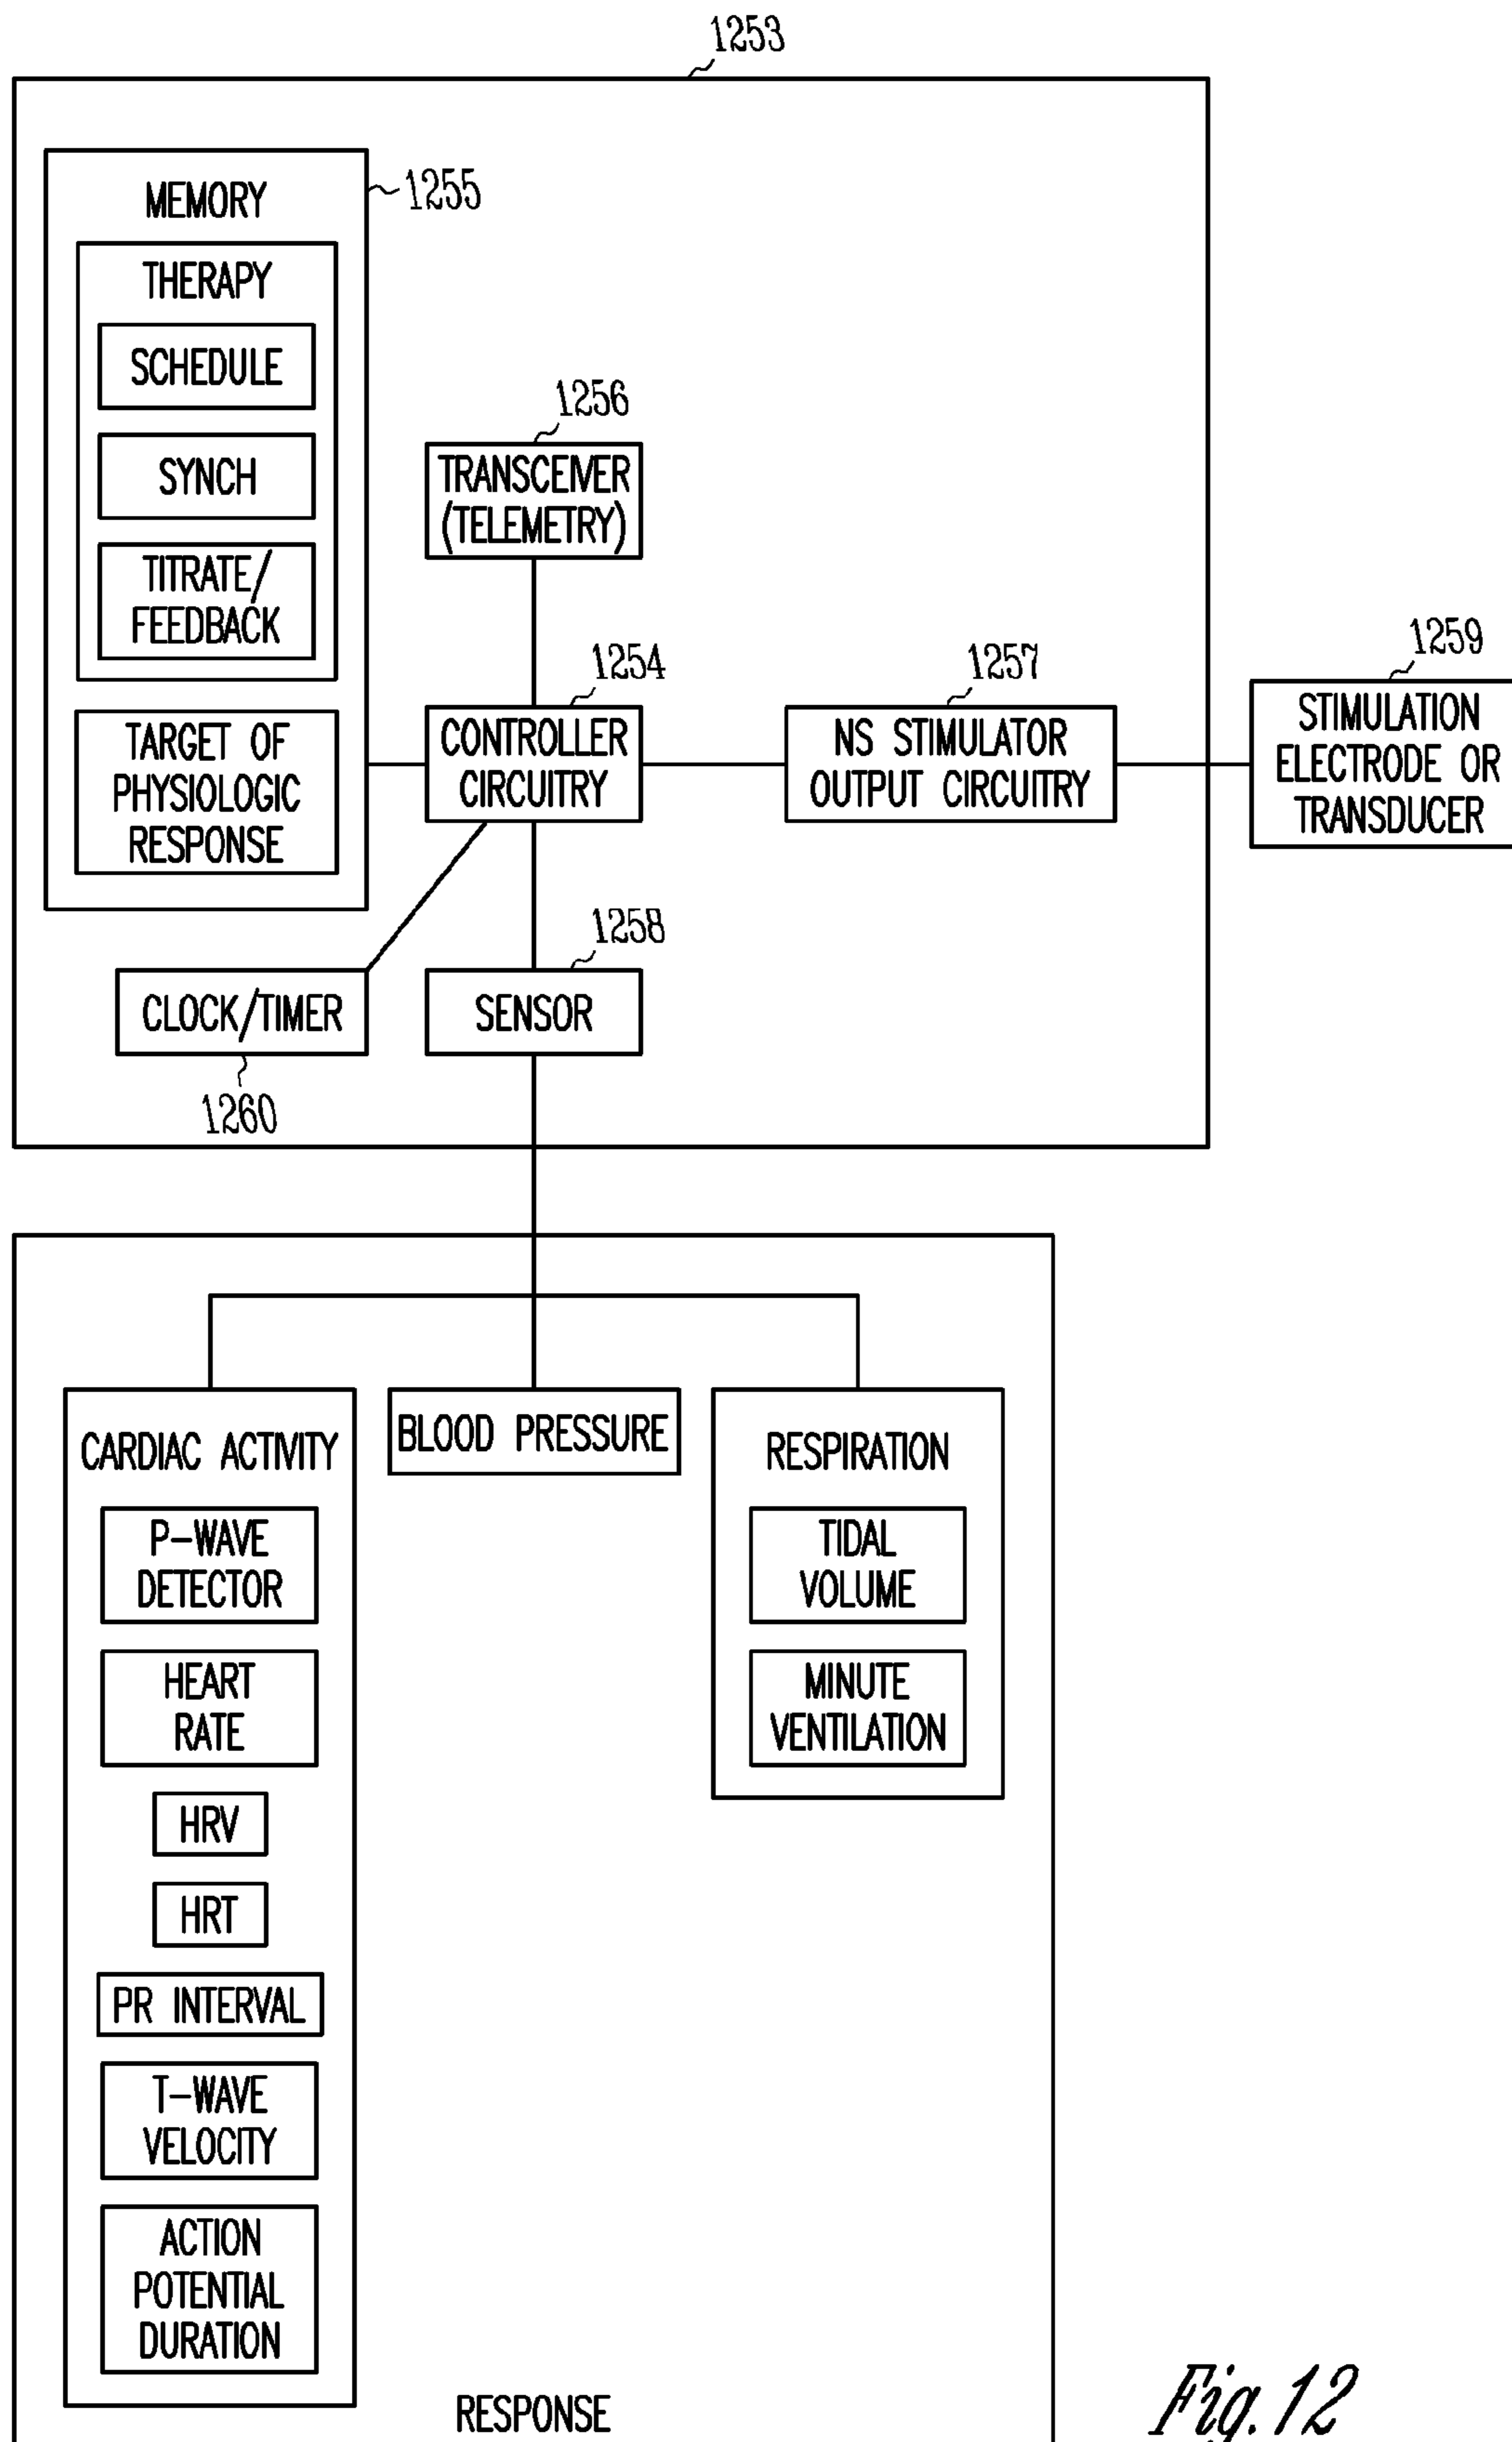 1253
MEMORY
1255
THERAPY
SCHEDULE
SYNCH
TITRATE/
FEEDBACK
TARGET OF
PHYSIOLOGIC
RESPONSE
1256
TRANSCEIVER
(TELEMETRY)
1254
CONTROLLER
CIRCUITRY
1257
NS STIMULATOR
OUTPUT CIRCUITRY
1259
STIMULATION
ELECTRODE OR
TRANSDUCER
1258
SENSOR
CLOCK/TIMER
1260
CARDIAC ACTIVITY
P-WAVE
DETECTOR
HEART
RATE
HRV
HRT
PR INTERVAL
T-WAVE
VELOCITY
ACTION
POTENTIAL
DURATION
BLOOD PRESSURE
RESPIRATION
TIDAL
VOLUME
MINUTE
VENTILATION
RESPONSE
Fig. 12